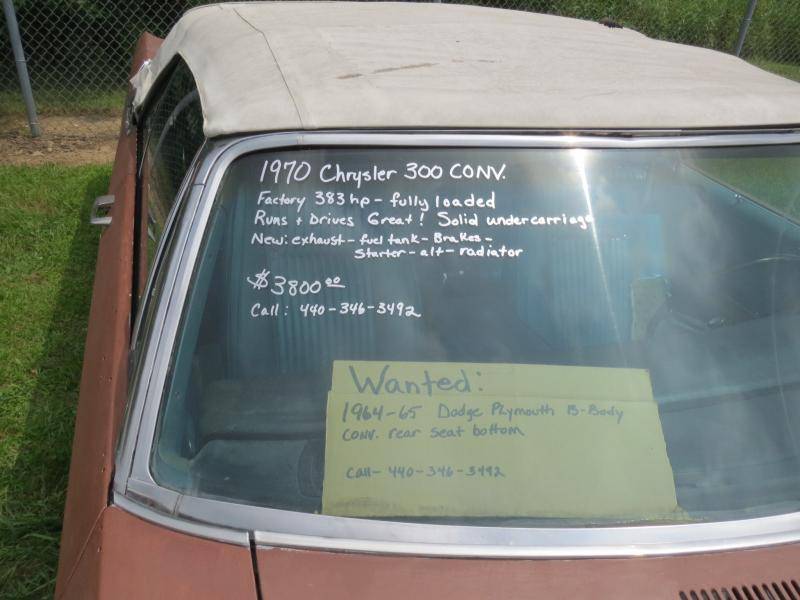 1970 Chrysler 300 CONV.
Factory 383 hp - fully loaded
Runs + Drives Great! Solid undercarriage
New: exhaust - fuel tank - Brakes -
Starter - alt - radiator
$3800.00
Call: 440-346-3492
Wanted:
1964-65 Dodge Plymouth B-Body
CONV. rear seat bottom
Call - 440-346-3492